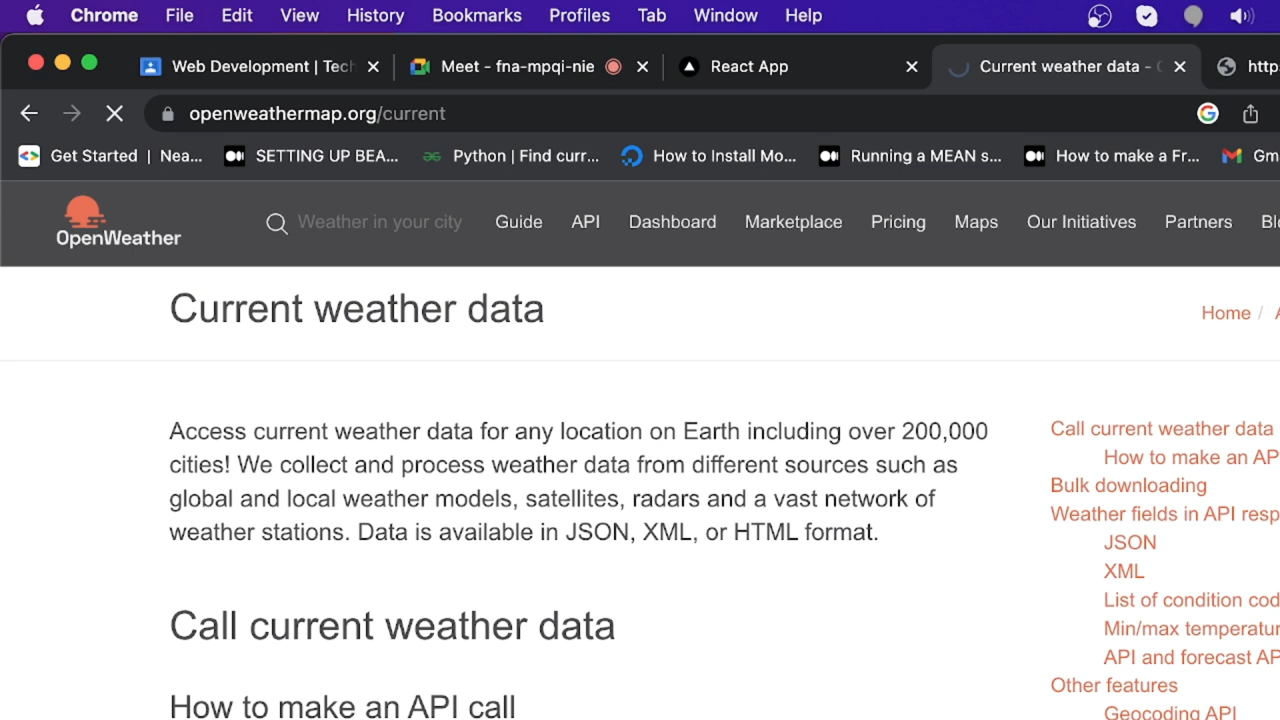 Chrome File Edit View History Bookmarks Profiles Tab Window Help
Web Development | Tech Meet - fna-mpqi-nie React App Current weather data -
openweathermap.org/current
Get Started | Nea... SETTING UP BEA... Python | Find curr... How to Install Mo... Running a MEAN s... How to make a Fr... Gm
OpenWeather Weather in your city Guide API Dashboard Marketplace Pricing Maps Our Initiatives Partners Bl
Current weather data
Home /
Access current weather data for any location on Earth including over 200,000
cities! We collect and process weather data from different sources such as
global and local weather models, satellites, radars and a vast network of
weather stations. Data is available in JSON, XML, or HTML format.
Call current weather data
How to make an API call
Call current weather data
How to make an AP
Bulk downloading
Weather fields in API resp
JSON
XML
List of condition cod
Min/max temperatur
API and forecast AP
Other features
Geocoding API